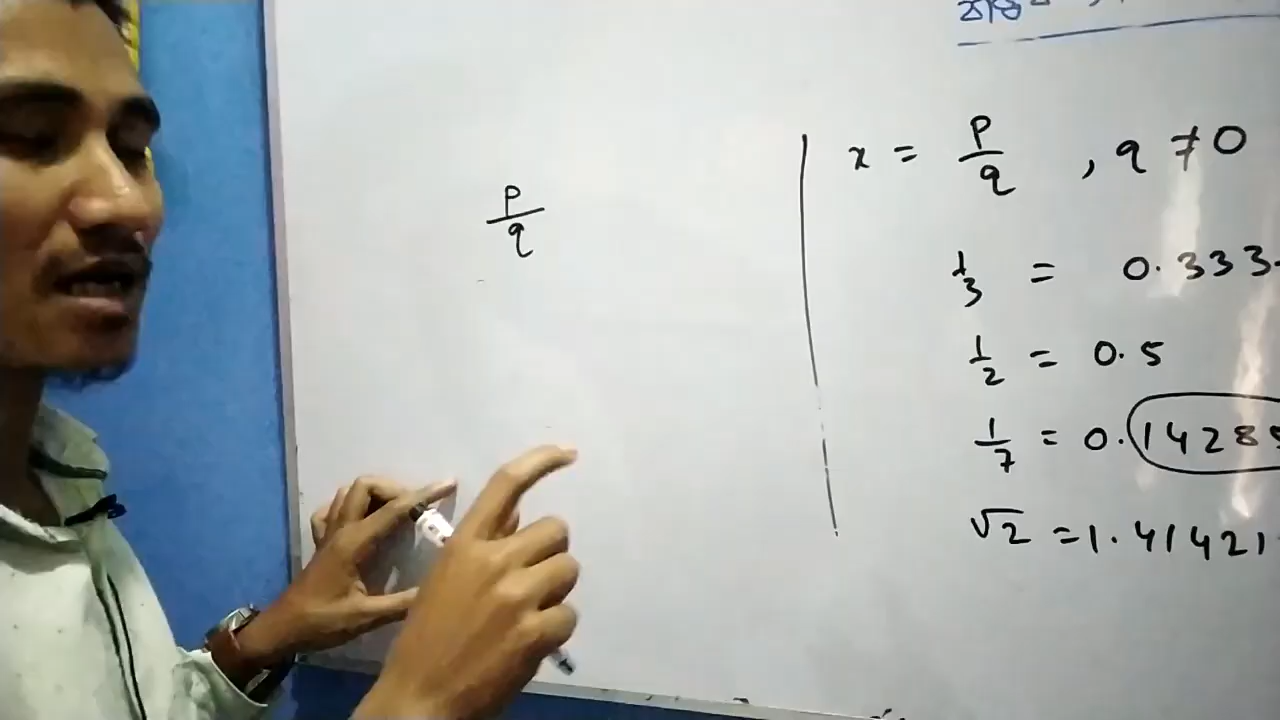 p/q
x = p/q , q ≠ 0
1/3 = 0.333.
1/2 = 0.5
1/7 = 0.1428
√2 = 1.41421